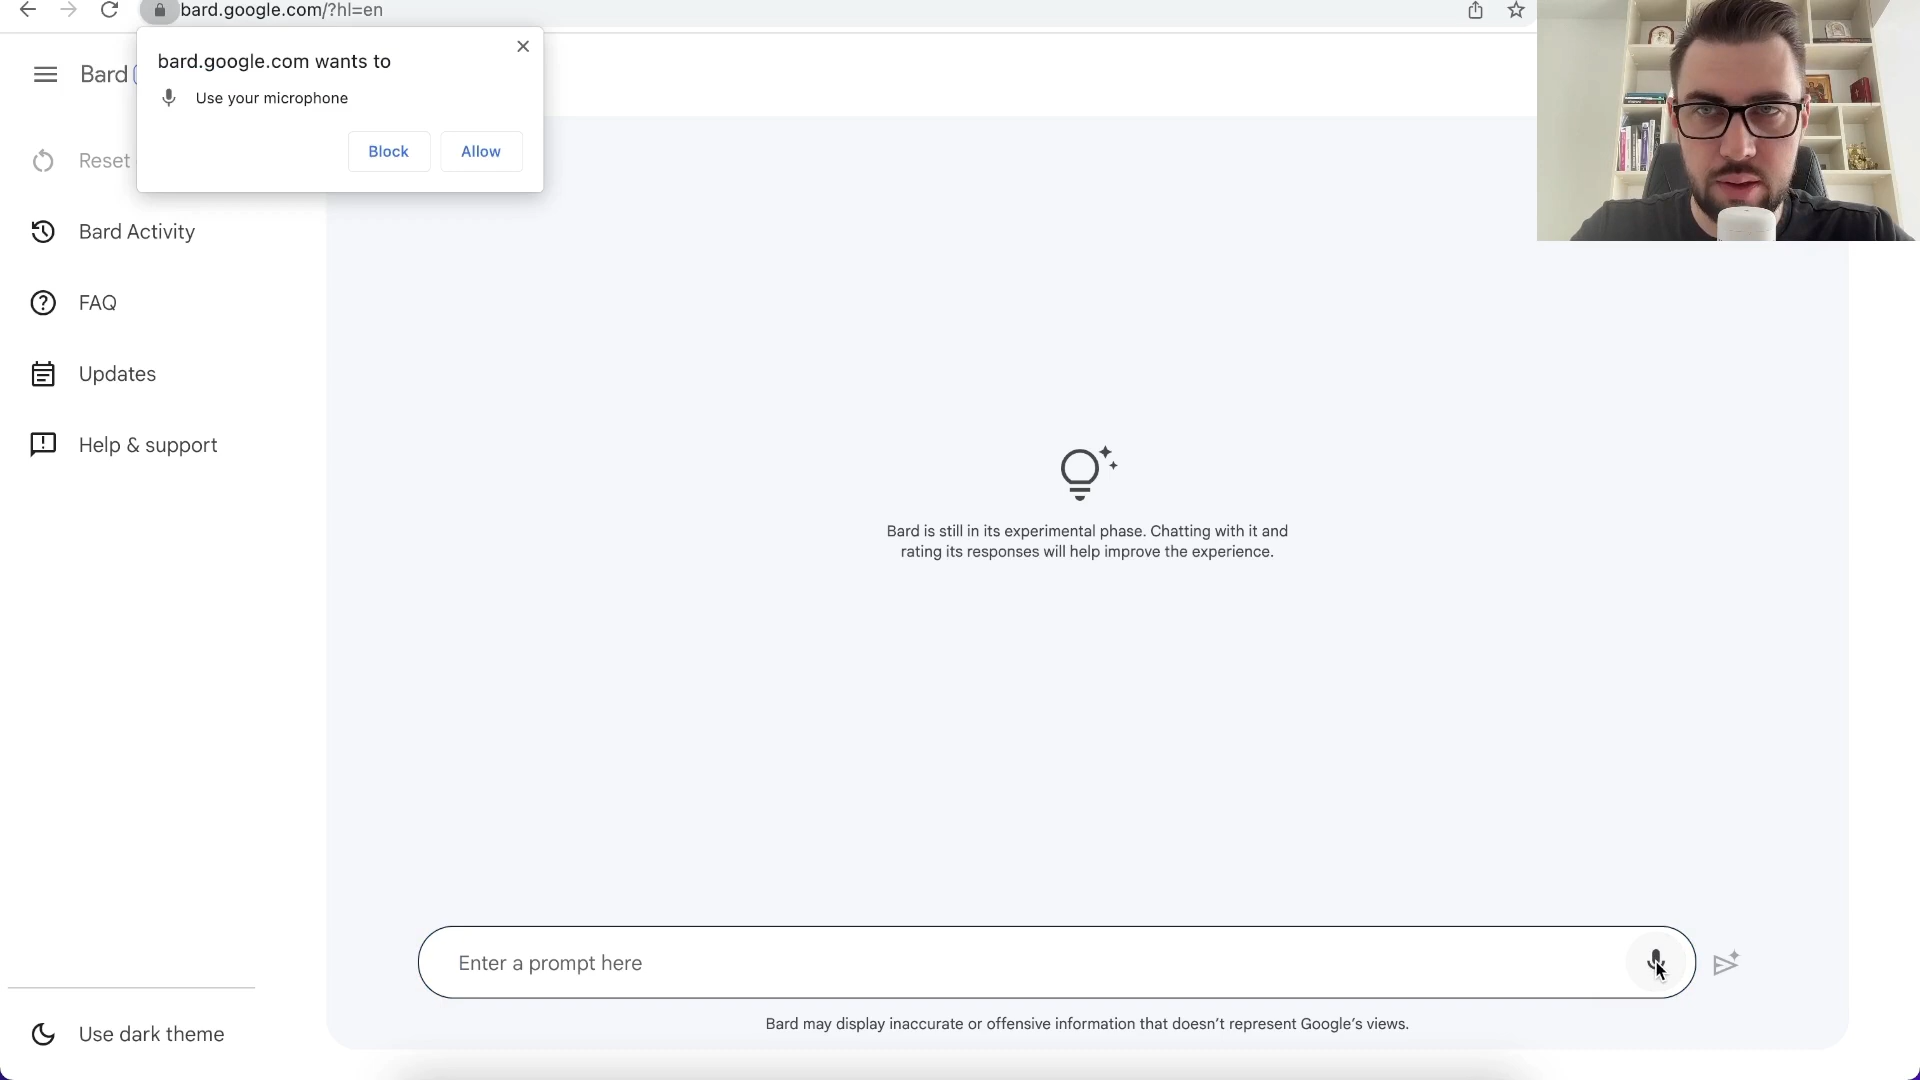 bard.google.com/?hl=en
bard.google.com wants to
Use your microphone
Block
Allow
Bard
Reset
Bard Activity
FAQ
Updates
Help & support
Bard is still in its experimental phase. Chatting with it and
rating its responses will help improve the experience.
Enter a prompt here
Bard may display inaccurate or offensive information that doesn't represent Google's views.
Use dark theme